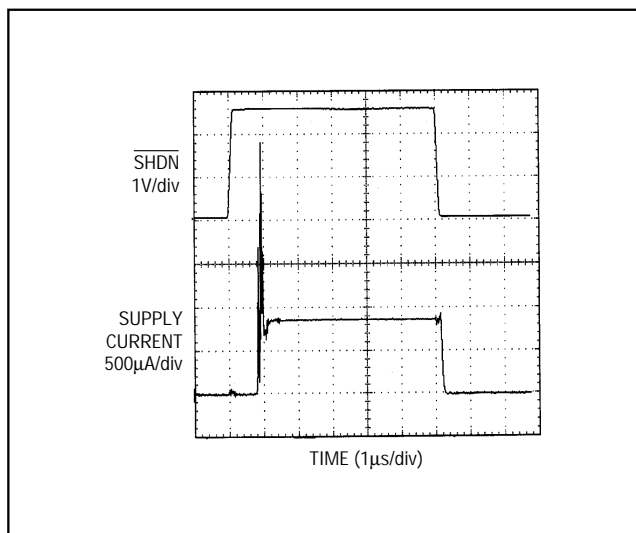 SHDN
1V/div
SUPPLY
CURRENT
500µA/div
TIME (1µs/div)